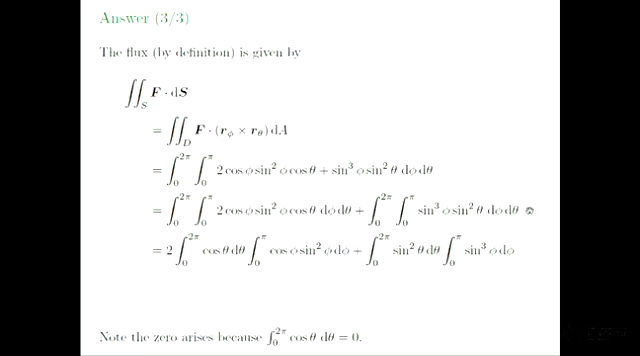 Answer (3/3)
The flux (by definition) is given by
∬_S F · dS
= ∬_D F · (r_ϕ × r_θ) dA
= ∫_0^{2π} ∫_0^π 2 cos ϕ sin² ϕ cos θ + sin³ ϕ sin² θ dϕ dθ
= ∫_0^{2π} ∫_0^π 2 cos ϕ sin² ϕ cos θ dϕ dθ + ∫_0^{2π} ∫_0^π sin³ ϕ sin² θ dϕ dθ
= 2 ∫_0^{2π} cos θ dθ ∫_0^π cos ϕ sin² ϕ dϕ + ∫_0^{2π} sin² θ dθ ∫_0^π sin³ ϕ dϕ
Note the zero arises because ∫_0^{2π} cos θ dθ = 0.